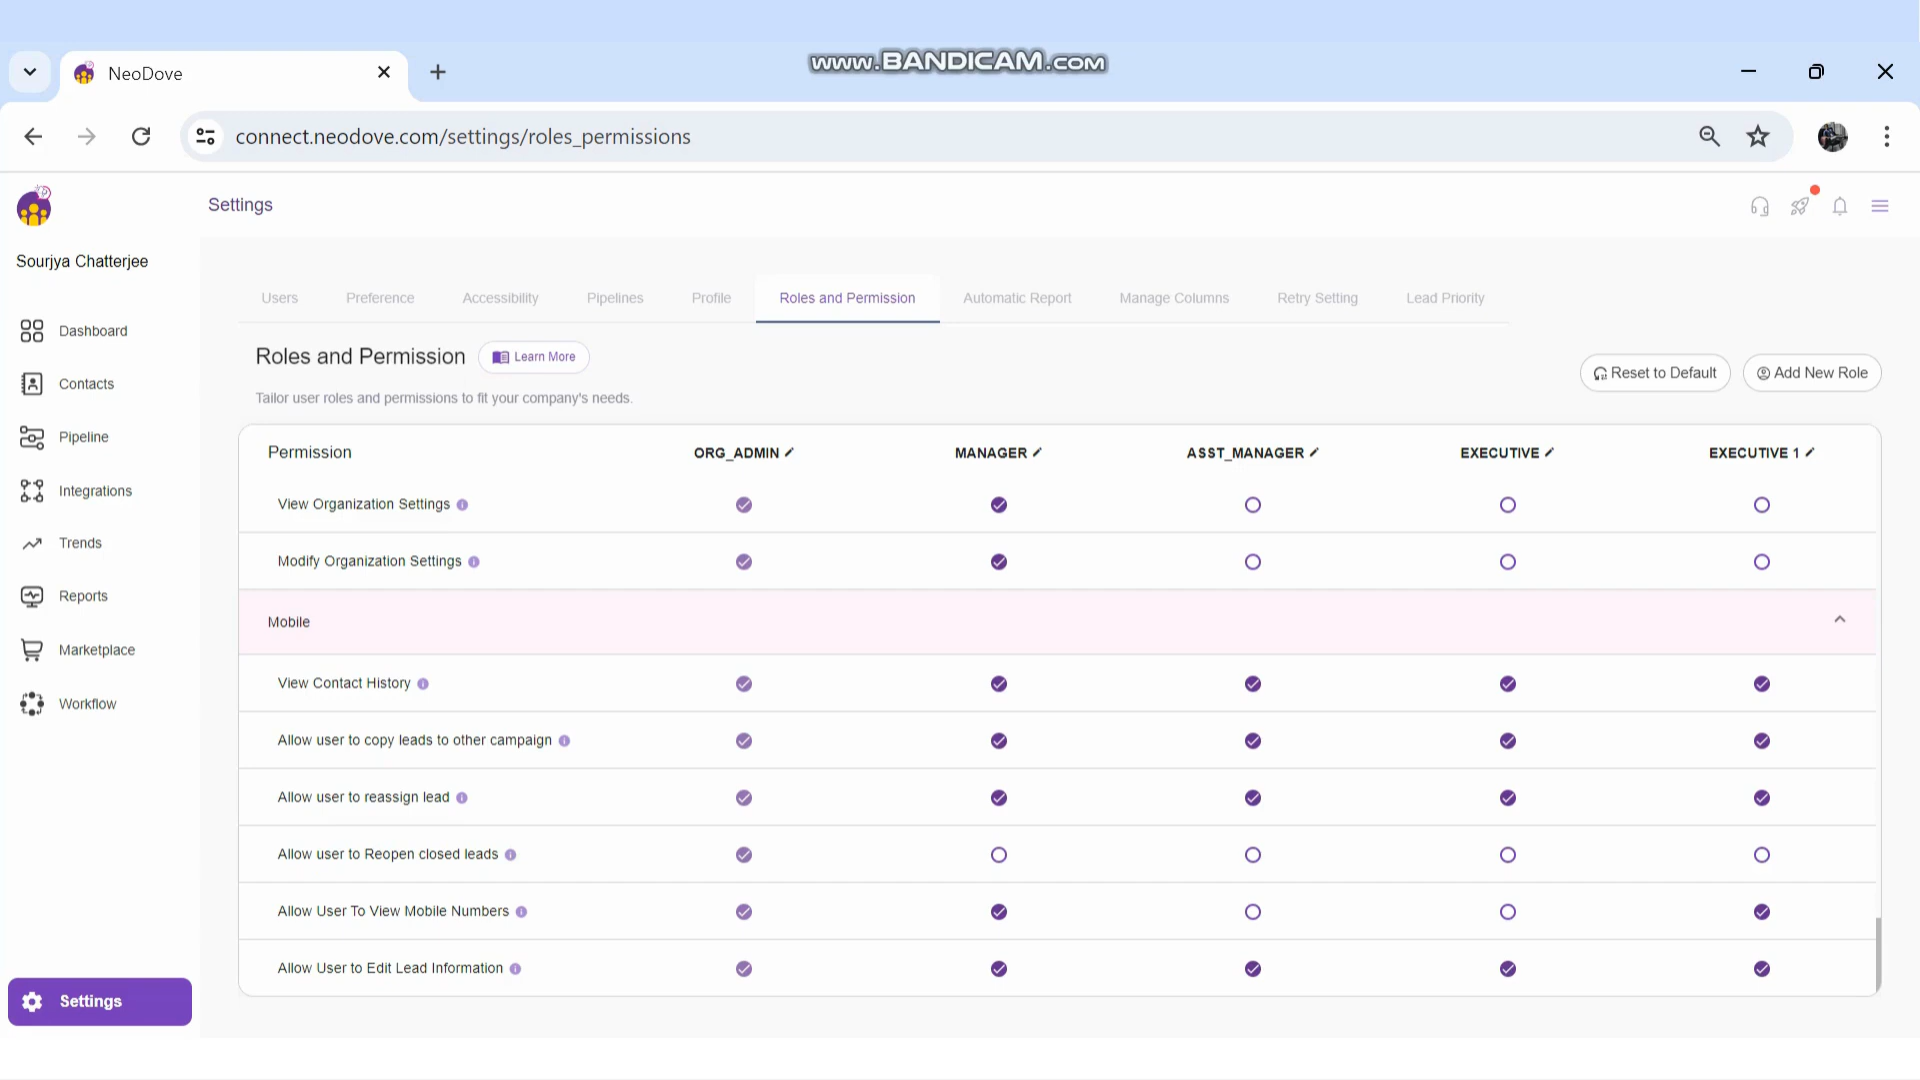 NeoDove
www.BANDICAM.com
connect.neodove.com/settings/roles_permissions
Settings
Sourjya Chatterjee
Dashboard
Contacts
Pipeline
Integrations
Trends
Reports
Marketplace
Workflow
Settings
Users Preference Accessibility Pipelines Profile Roles and Permission Automatic Report Manage Columns Retry Setting Lead Priority
Roles and Permission Learn More
Tailor user roles and permissions to fit your company's needs.
Reset to Default Add New Role
Permission ORG_ADMIN MANAGER ASST_MANAGER EXECUTIVE EXECUTIVE 1
View Organization Settings
Modify Organization Settings
Mobile
View Contact History
Allow user to copy leads to other campaign
Allow user to reassign lead
Allow user to Reopen closed leads
Allow User To View Mobile Numbers
Allow User to Edit Lead Information